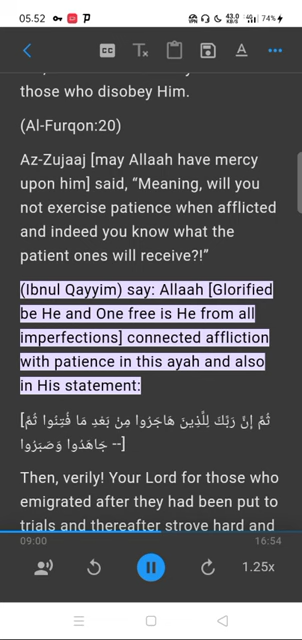 05.52
43.0
KB/S
4G
74%
CC
those who disobey Him.
(Al-Furqon:20)
Az-Zujaaj [may Allaah have mercy
upon him] said, “Meaning, will you
not exercise patience when afflicted
and indeed you know what the
patient ones will receive?!”
(Ibnul Qayyim) say: Allaah [Glorified
be He and One free is He from all
imperfections] connected affliction
with patience in this ayah and also
in His statement:
[ثُمَّ إِنَّ رَبَّكَ لِلَّذِينَ هَاجَرُوا مِنْ بَعْدِ مَا فُتِنُوا ثُمَّ
جَاهَدُوا وَصَبَرُوا --]
Then, verily! Your Lord for those who
emigrated after they had been put to
trials and thereafter strove hard and
09:00
16:54
1.25x